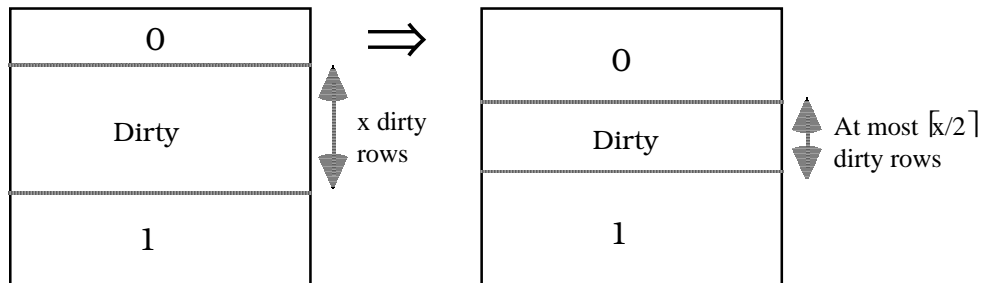 0
Dirty
1
x dirty
rows
⇒
0
Dirty
1
At most ⌈x/2⌉
dirty rows